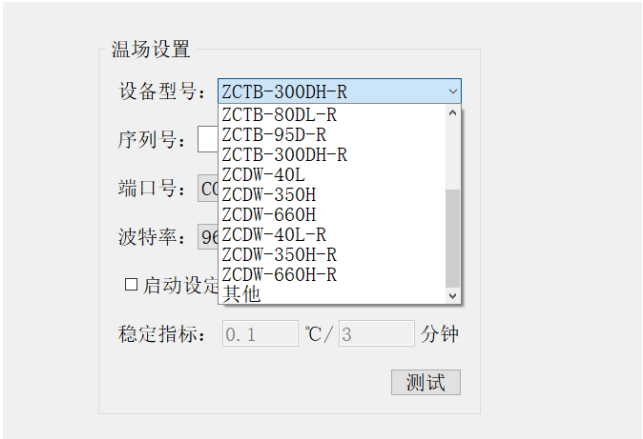 温场设置
设备型号： ZCTB-300DH-R
ZCTB-80DL-R
序列号：
ZCTB-95D-R
ZCTB-300DH-R
ZCDW-40L
端口号： CO
ZCDW-350H
ZCDW-660H
波特率： 96
ZCDW-40L-R
ZCDW-350H-R
ZCDW-660H-R
启动设定
其他
稳定指标： 0.1 ℃/ 3 分钟
测试